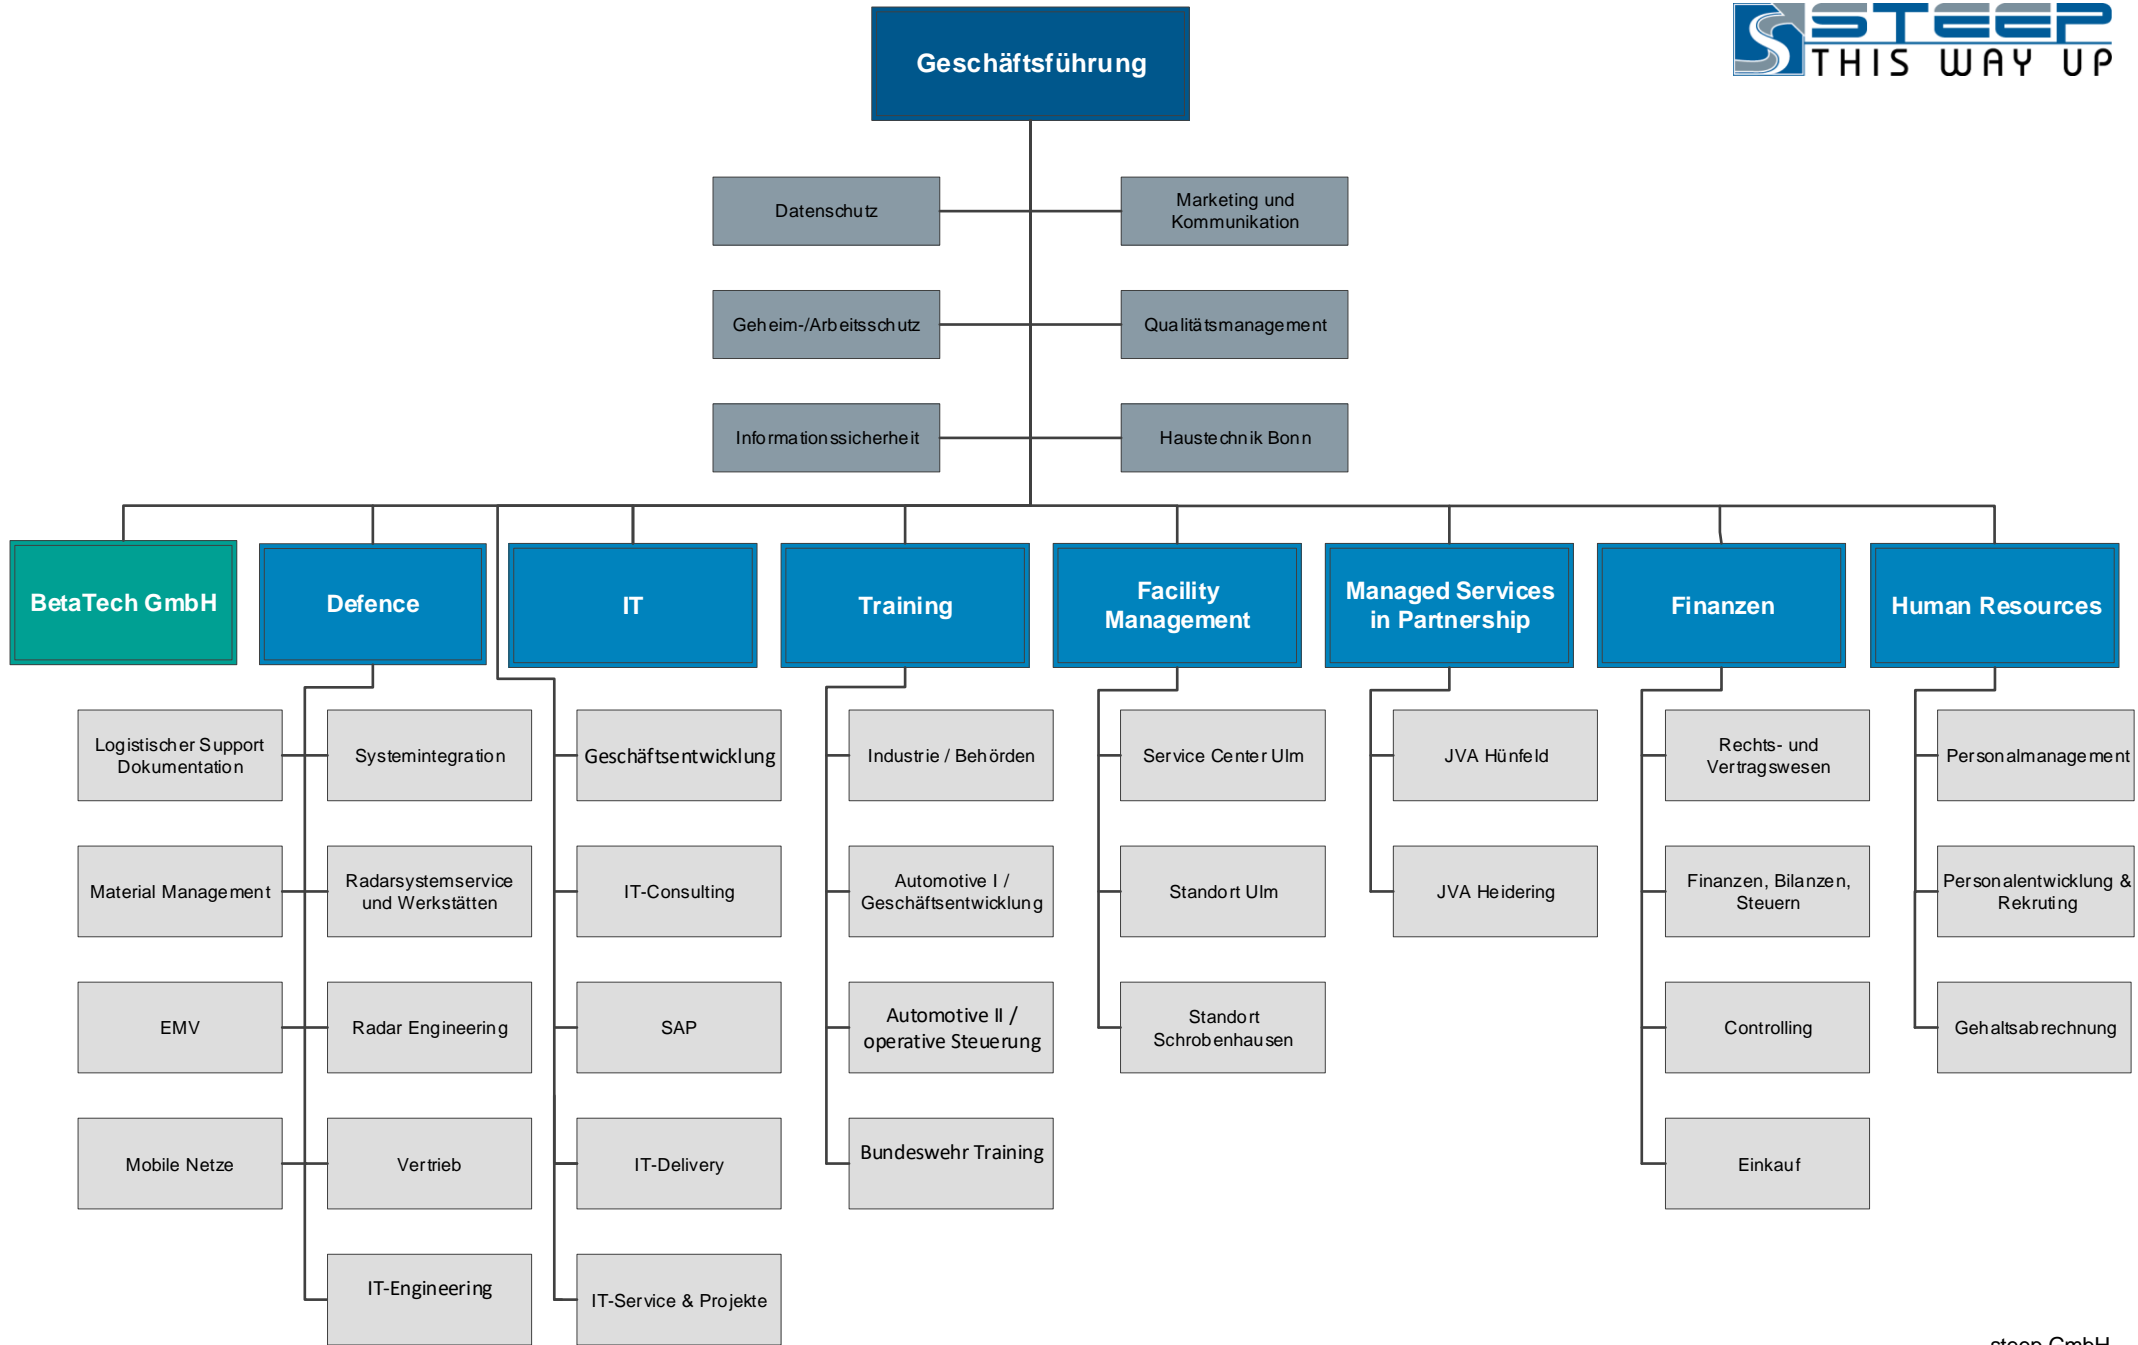 Geschäftsführung
STEEP
THIS WAY UP
Datenschutz
Marketing und
Kommunikation
Geheim-/Arbeitsschutz
Qualitätsmanagement
Informationssicherheit
Haustechnik Bonn
BetaTech GmbH
Defence
IT
Training
Facility
Management
Managed Services
in Partnership
Finanzen
Human Resources
Logistischer Support
Dokumentation
Systemintegration
Geschäftsentwicklung
Industrie / Behörden
Service Center Ulm
JVA Hünfeld
Rechts- und
Vertragswesen
Personalmanagement
Material Management
Radarsystemservice
und Werkstätten
IT-Consulting
Automotive I /
Geschäftsentwicklung
Standort Ulm
JVA Heidering
Finanzen, Bilanzen,
Steuern
Personalentwicklung &
Rekruting
EMV
Radar Engineering
SAP
Automotive II /
operative Steuerung
Standort
Schrobenhausen
Controlling
Gehaltsabrechnung
Mobile Netze
Vertrieb
IT-Delivery
Bundeswehr Training
Einkauf
IT-Engineering
IT-Service & Projekte
steep GmbH